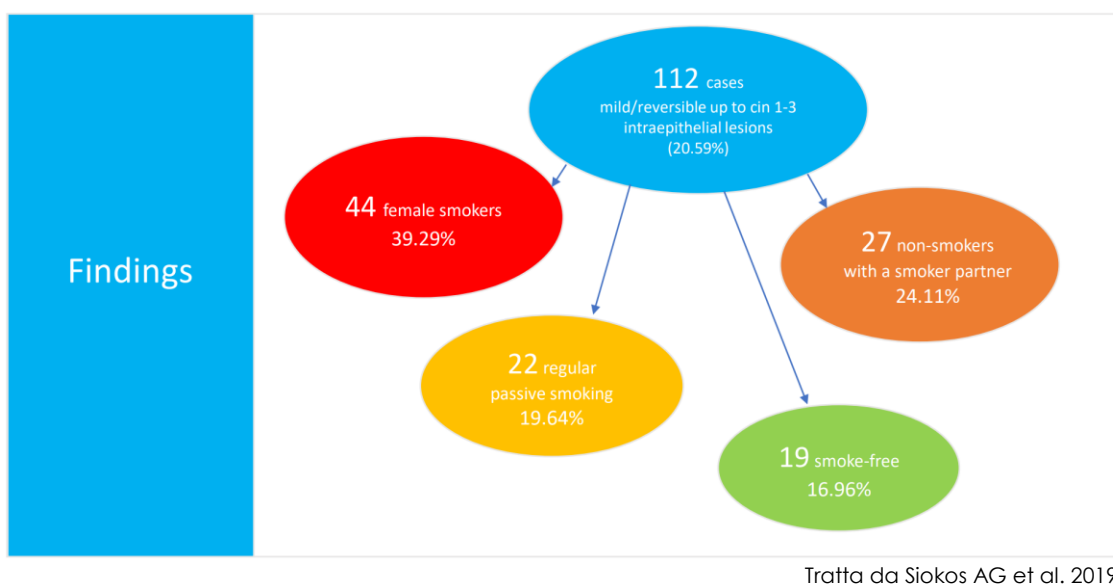 Findings
112 cases
mild/reversible up to cin 1-3
intraepithelial lesions
(20.59%)
44 female smokers
39.29%
27 non-smokers
with a smoker partner
24.11%
22 regular
passive smoking
19.64%
19 smoke-free
16.96%
Tratta da Siokos AG et al. 2019